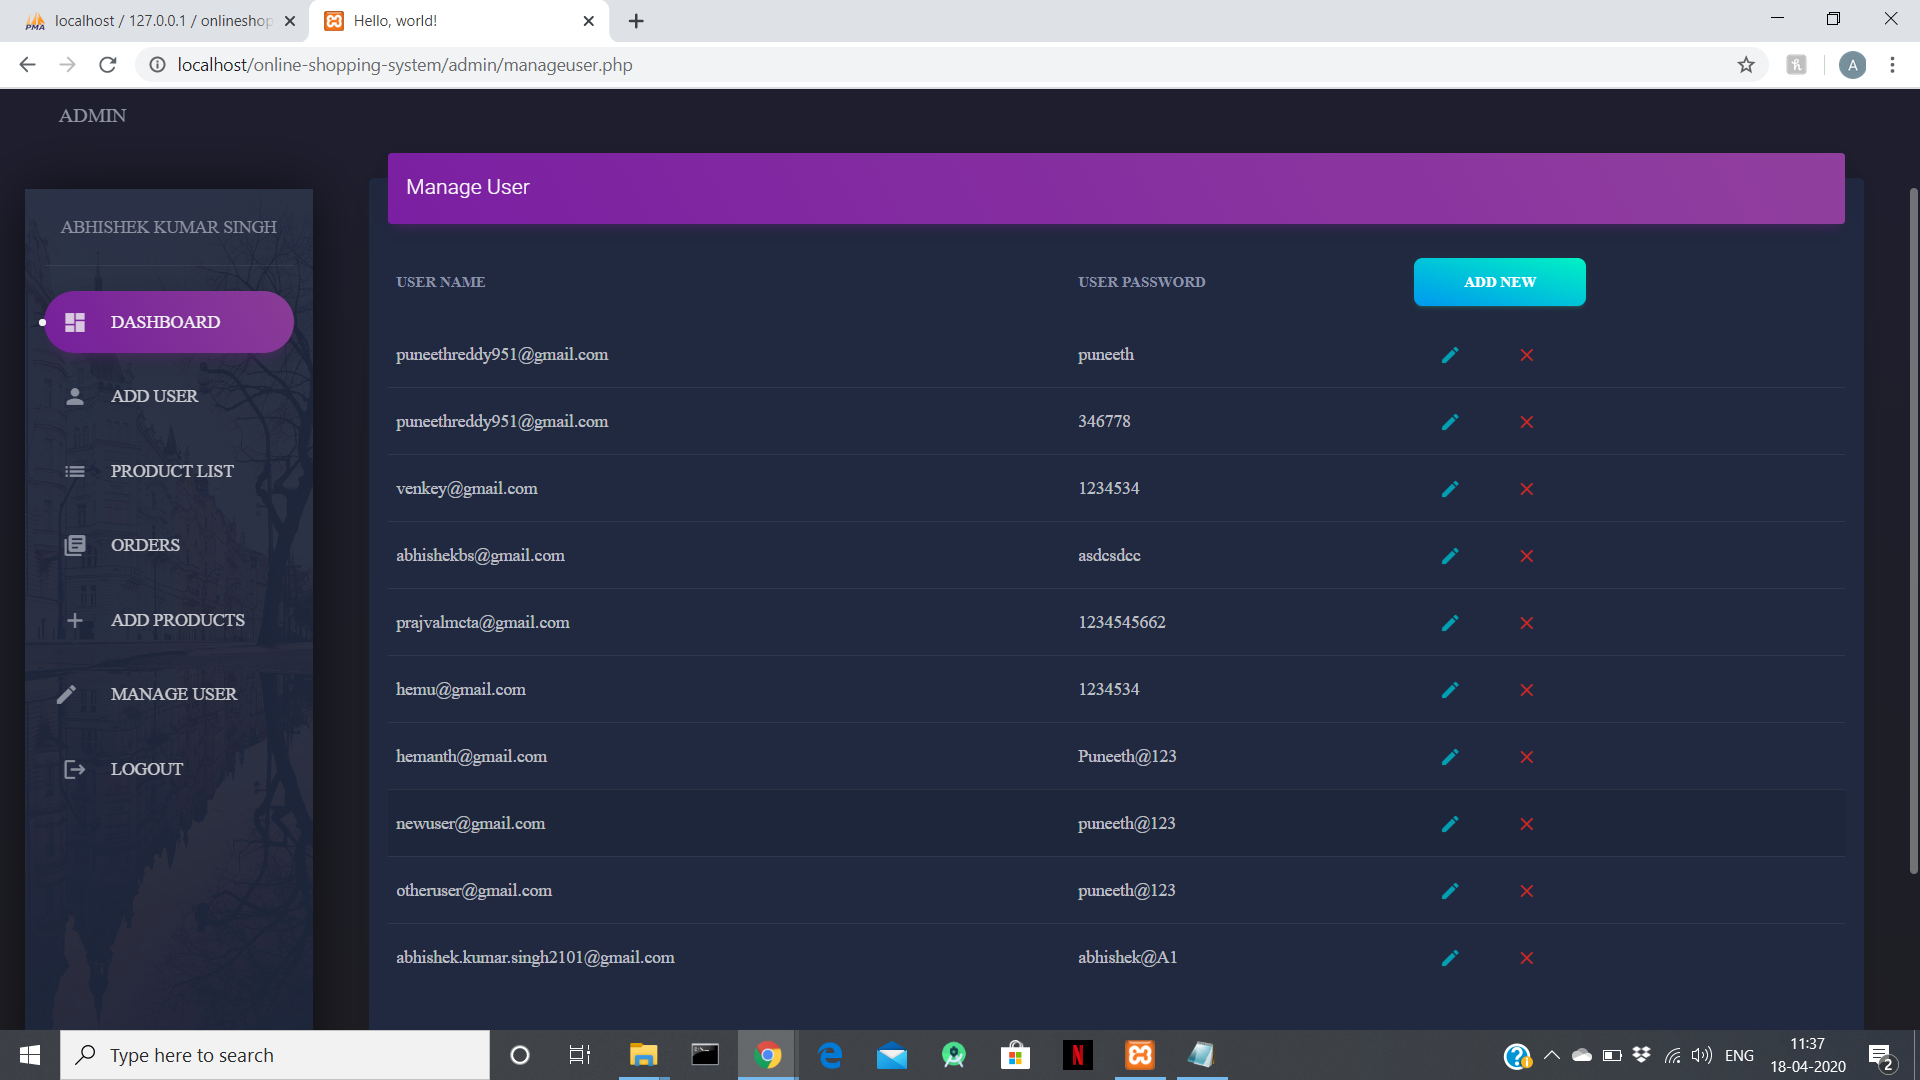 localhost / 127.0.0.1 / onlineshop
Hello, world!
localhost/online-shopping-system/admin/manageuser.php
A
ADMIN
Manage User
ABHISHEK KUMAR SINGH
USER NAME USER PASSWORD ADD NEW
DASHBOARD
puneethreddy951@gmail.com puneeth
ADD USER
puneethreddy951@gmail.com 346778
PRODUCT LIST
venkey@gmail.com 1234534
ORDERS
abhishekbs@gmail.com asdcsdcc
ADD PRODUCTS
prajvalmcta@gmail.com 1234545662
MANAGE USER
hemu@gmail.com 1234534
LOGOUT
hemanth@gmail.com Puneeth@123
newuser@gmail.com puneeth@123
otheruser@gmail.com puneeth@123
abhishek.kumar.singh2101@gmail.com abhishek@A1
Type here to search
ENG
11:37
18-04-2020
2